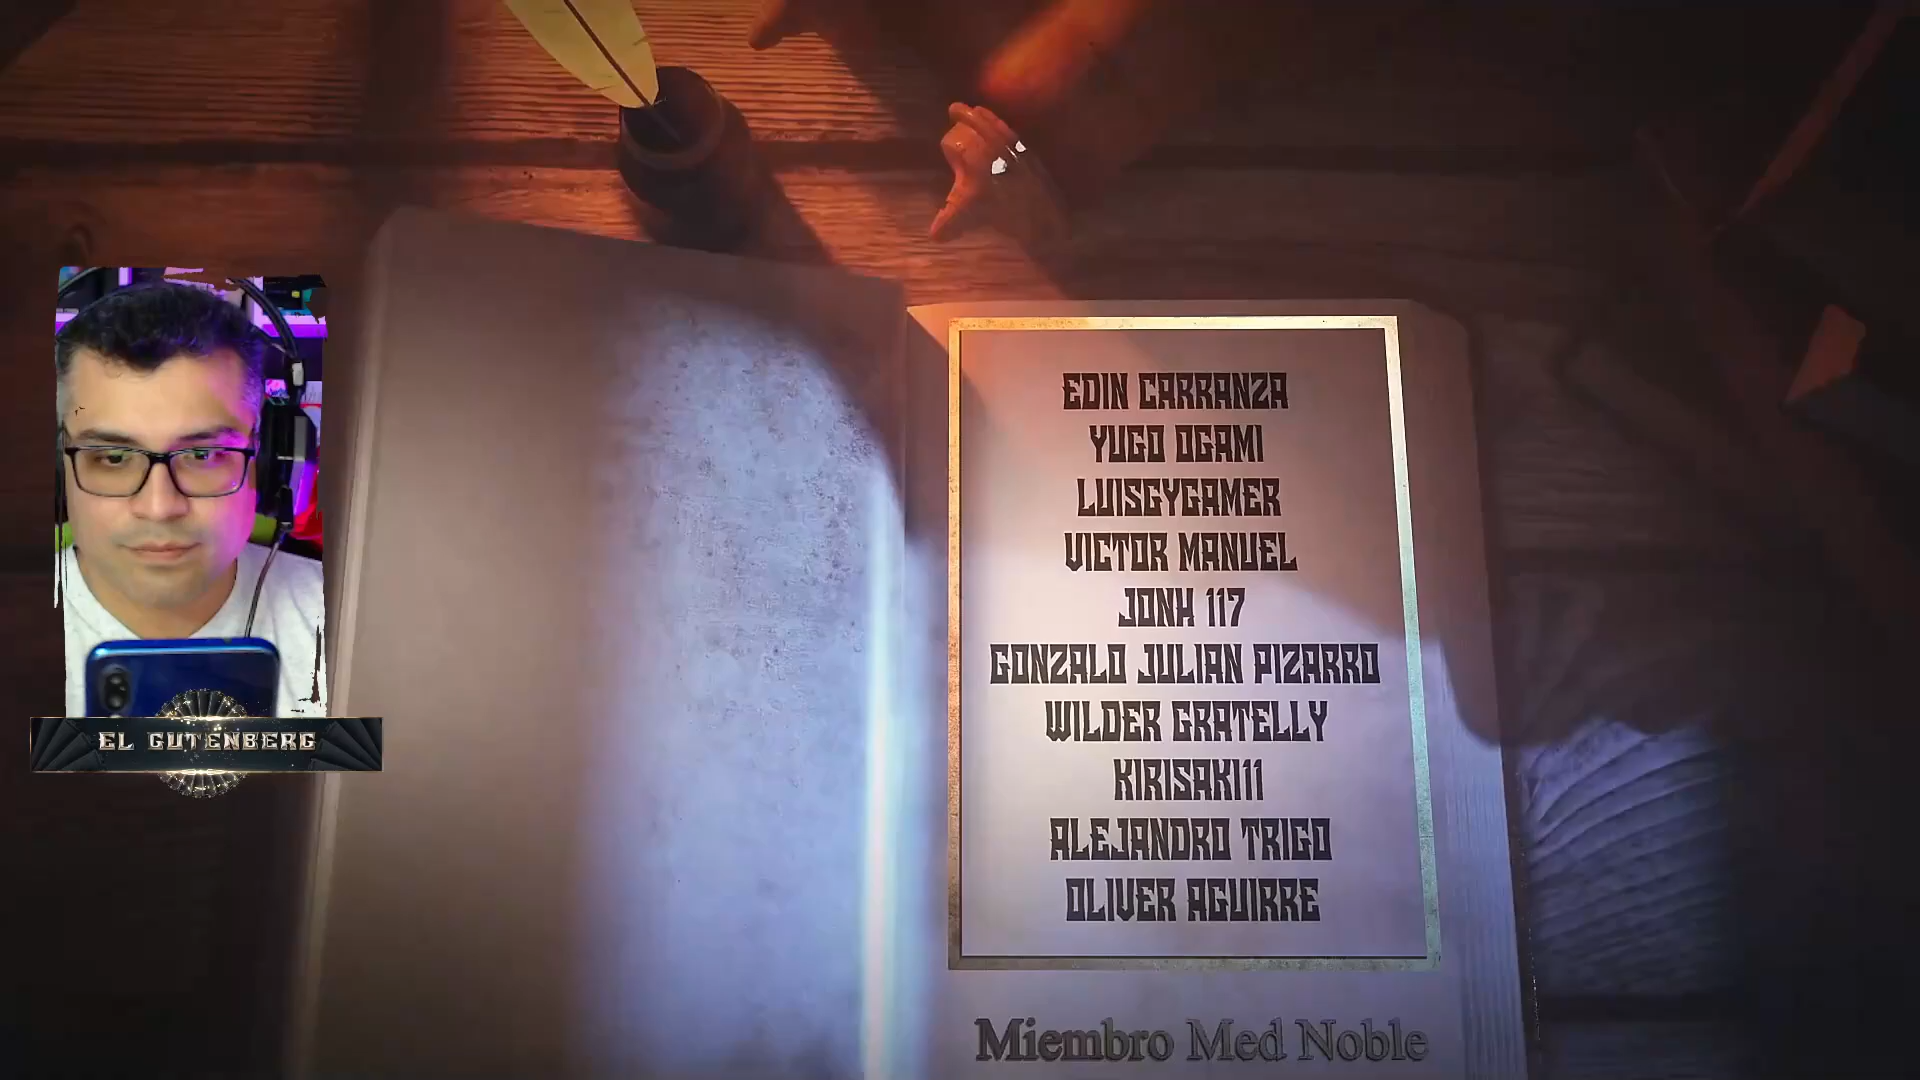 EDIN CARRANZA
YUGO OGAMI
LUISGYGAMER
VICTOR MANUEL
JONH 117
GONZALO JULIAN PIZARRO
WILDER GRATELLY
KIRISAKI11
ALEJANDRO TRIGO
OLIVER AGUIRRE
Miembro Med Noble
EL GUTENBERG